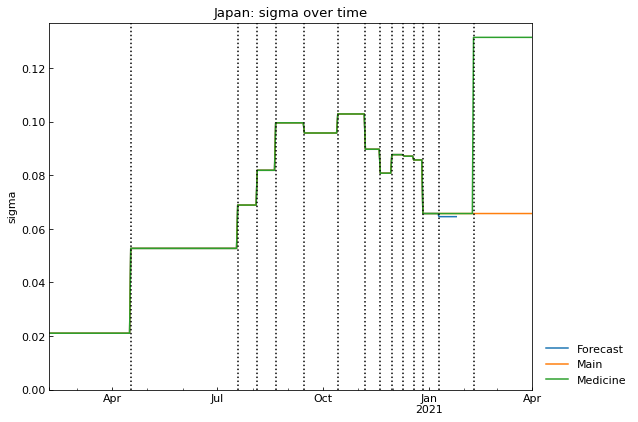 Japan: sigma over time
sigma
0.12
0.10
0.08
0.06
0.04
0.02
0.00
Apr
Jul
Oct
Jan
2021
Apr
Forecast
Main
Medicine